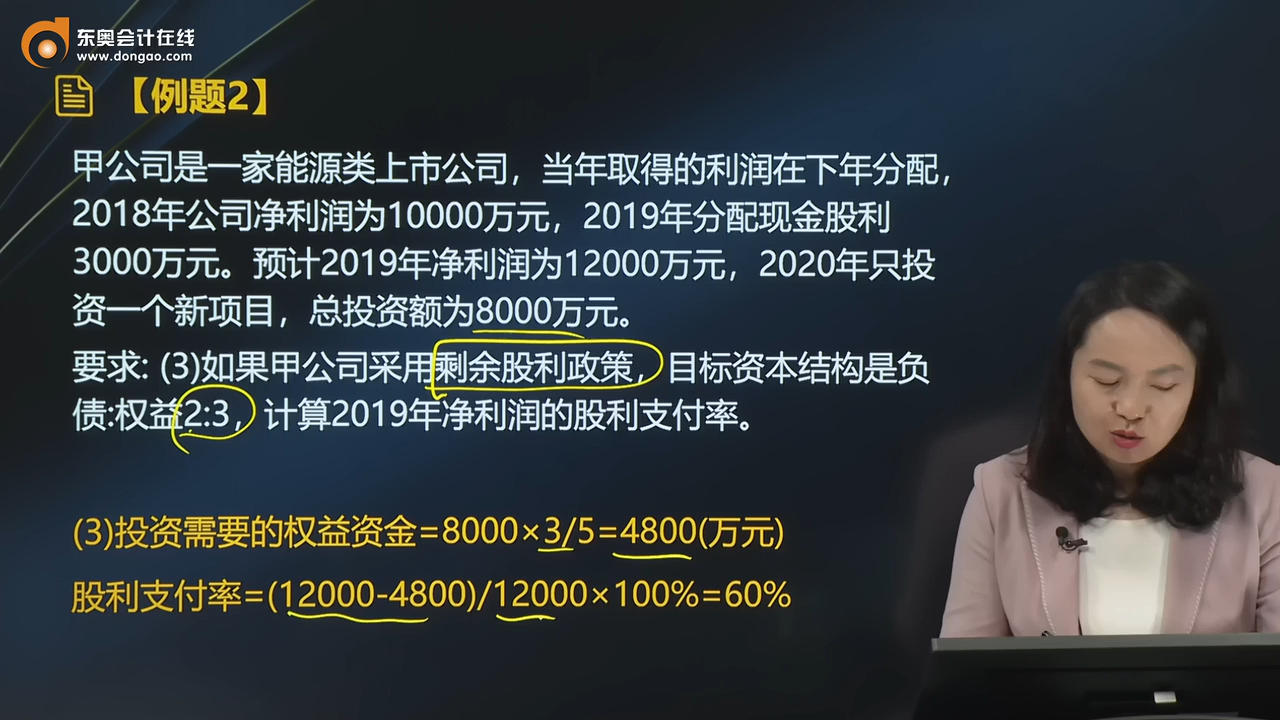 东奥会计在线
www.dongao.com
【例题2】
甲公司是一家能源类上市公司，当年取得的利润在下年分配，
2018年公司净利润为10000万元，2019年分配现金股利
3000万元。预计2019年净利润为12000万元，2020年只投
资一个新项目，总投资额为8000万元。
要求: (3)如果甲公司采用剩余股利政策，目标资本结构是负
债:权益2:3，计算2019年净利润的股利支付率。
(3)投资需要的权益资金=8000×3/5=4800(万元)
股利支付率=(12000-4800)/12000×100%=60%